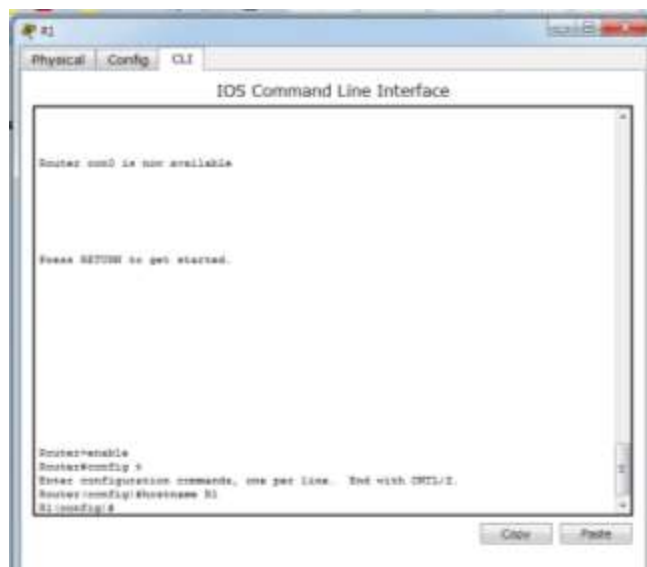 R1
Physical Config CLI
IOS Command Line Interface
Router con0 is now available
Press RETURN to get started.
Router>enable
Router#config t
Enter configuration commands, one per line. End with CNTL/Z.
Router(config)#hostname R1
R1(config)#
Copy Paste